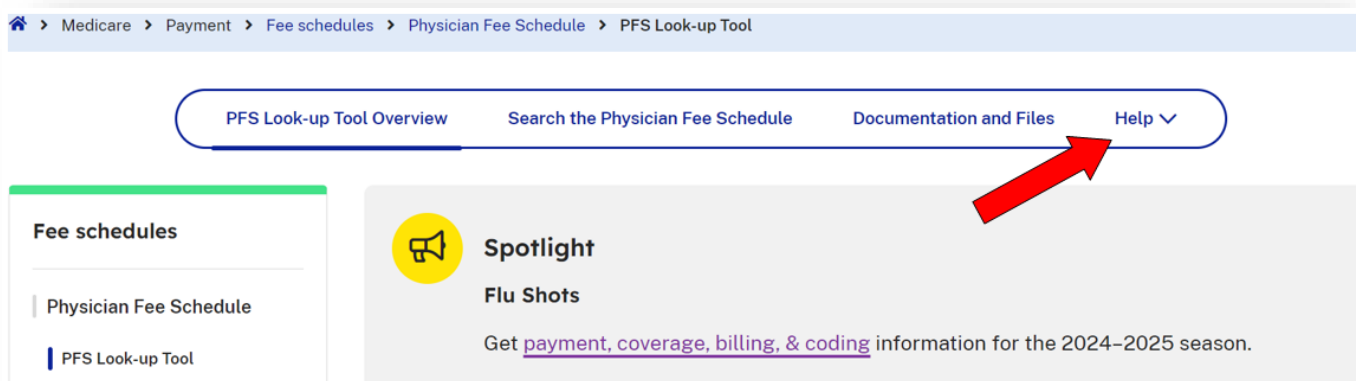 > Medicare > Payment > Fee schedules > Physician Fee Schedule > PFS Look-up Tool
PFS Look-up Tool Overview Search the Physician Fee Schedule Documentation and Files Help
Fee schedules
Physician Fee Schedule
PFS Look-up Tool
Spotlight
Flu Shots
Get payment, coverage, billing, & coding information for the 2024–2025 season.